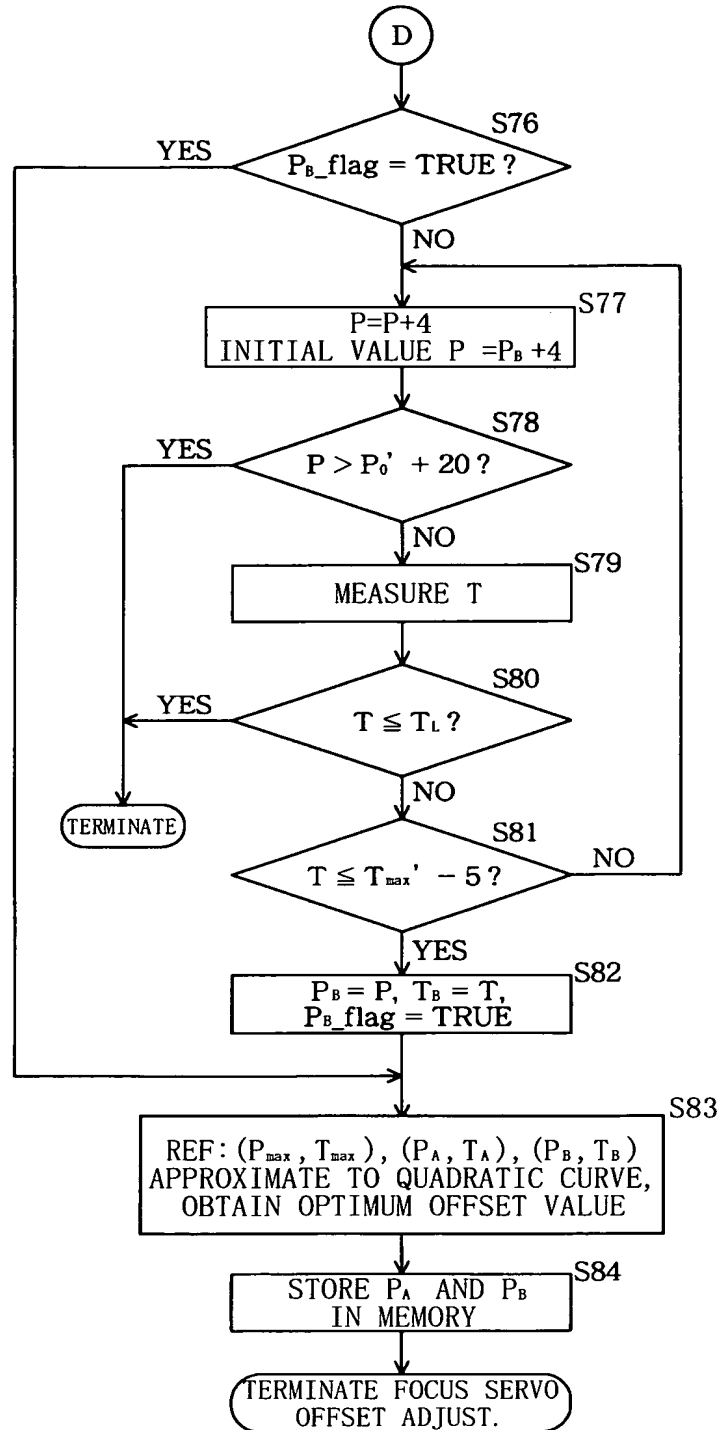 D
S76
YES
P_B_flag = TRUE ?
NO
S77
P=P+4
INITIAL VALUE P =P_B +4
S78
YES
P > P_0' + 20 ?
NO
S79
MEASURE T
S80
YES
T ≦ T_L ?
NO
TERMINATE
S81
NO
T ≦ T_max' − 5 ?
YES
S82
P_B = P, T_B = T,
P_B_flag = TRUE
S83
REF: (P_max, T_max), (P_A, T_A), (P_B, T_B)
APPROXIMATE TO QUADRATIC CURVE,
OBTAIN OPTIMUM OFFSET VALUE
S84
STORE P_A AND P_B
IN MEMORY
TERMINATE FOCUS SERVO
OFFSET ADJUST.